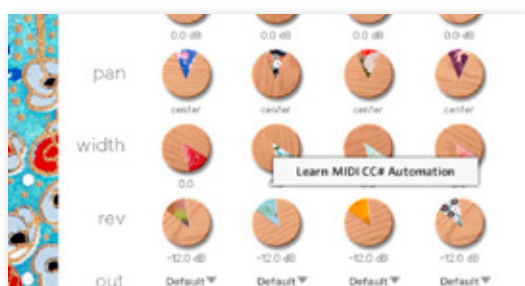 0.0 dB 0.0 dB 0.0 dB 0.0 dB
pan
center center center center
width
Learn MIDI CC# Automation
0.0
rev
-12.0 dB -12.0 dB -12.0 dB -12.0 dB
out Default Default Default Default